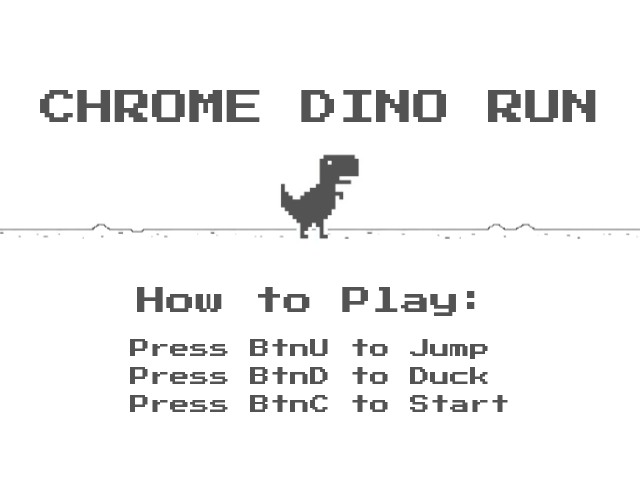 CHROME DINO RUN
How to Play:
Press BtnU to Jump
Press BtnD to Duck
Press BtnC to Start